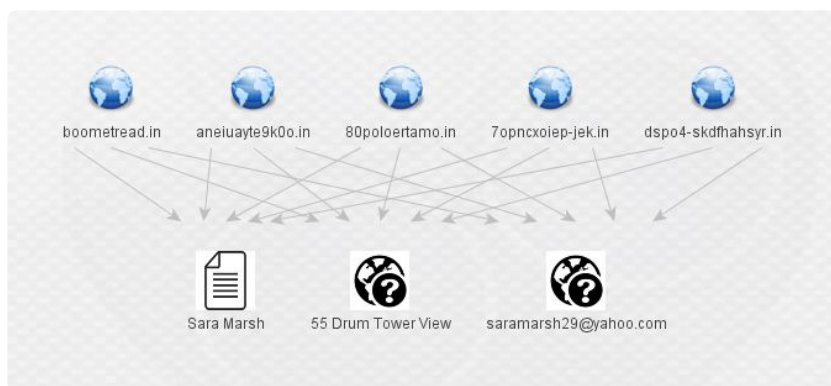 boometread.in
aneiuayte9k0o.in
80poloertamo.in
7opncxoiep-jek.in
dspo4-skdfhahsyr.in
Sara Marsh
55 Drum Tower View
saramarsh29@yahoo.com